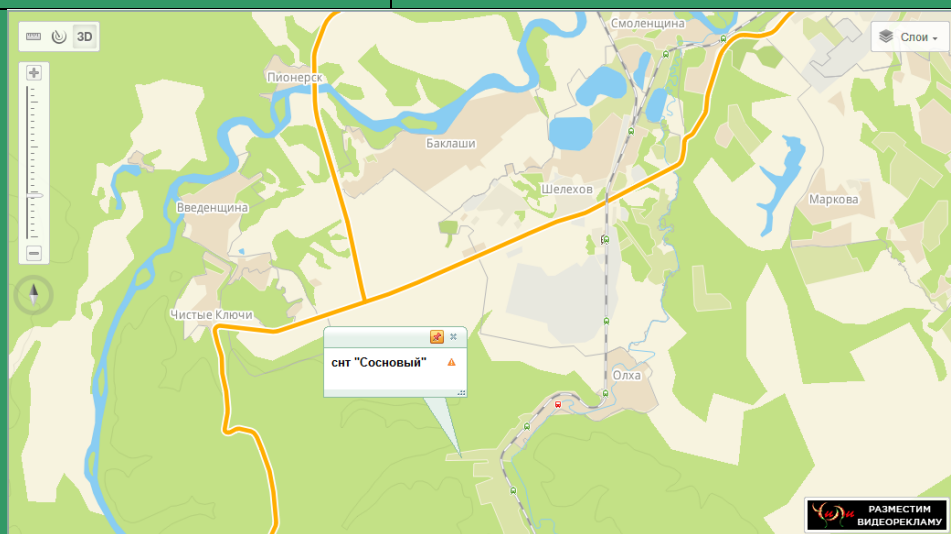 Смоленщина
3D
Слои
Пионерск
Баклаши
Шелехов
Маркова
Введенщина
Чистые Ключи
снт "Сосновый"
Олха
РАЗМЕСТИМ
ВИДЕОРЕКЛАМУ